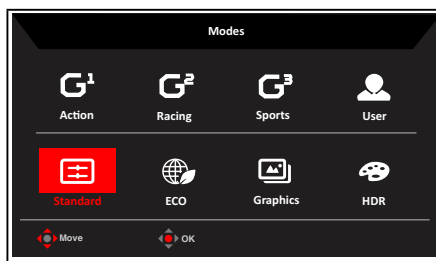 Modes
G¹ G² G³
Action Racing Sports User
Standard ECO Graphics HDR
Move OK